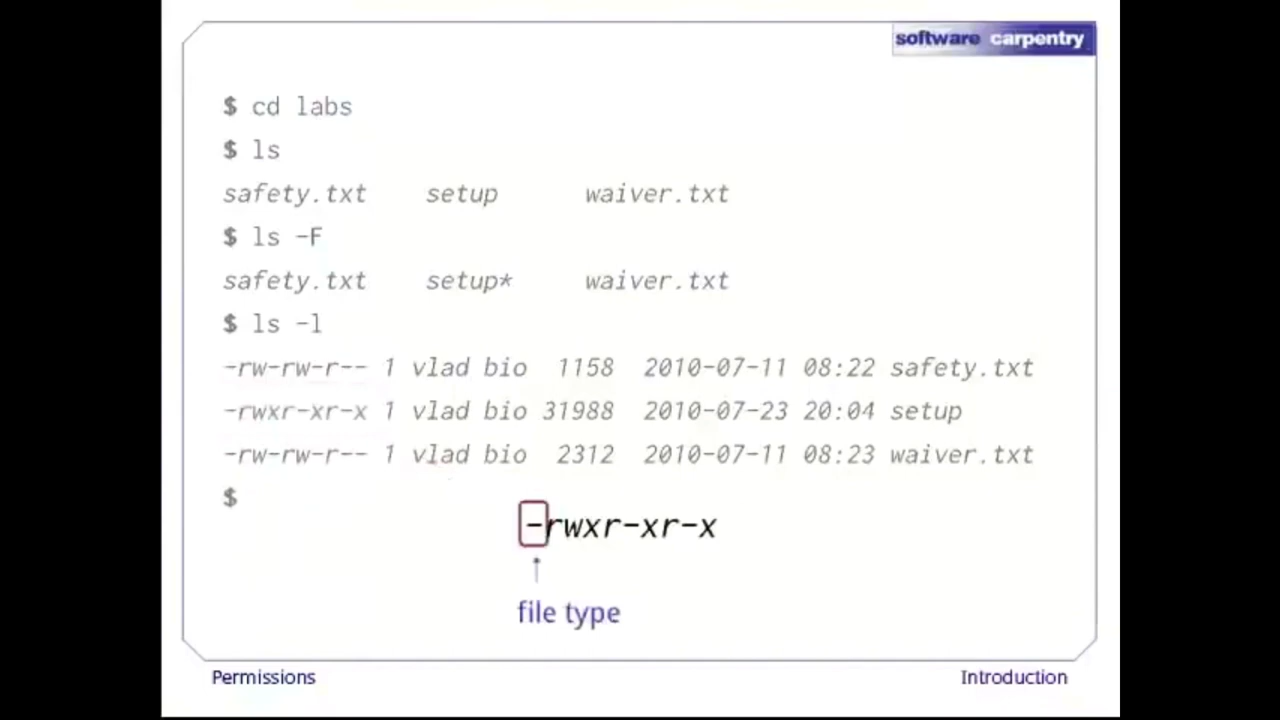 software carpentry
$ cd labs
$ ls
safety.txt setup waiver.txt
$ ls -F
safety.txt setup* waiver.txt
$ ls -l
-rw-rw-r-- 1 vlad bio 1158 2010-07-11 08:22 safety.txt
-rwxr-xr-x 1 vlad bio 31988 2010-07-23 20:04 setup
-rw-rw-r-- 1 vlad bio 2312 2010-07-11 08:23 waiver.txt
$
-rwxr-xr-x
file type
Permissions Introduction